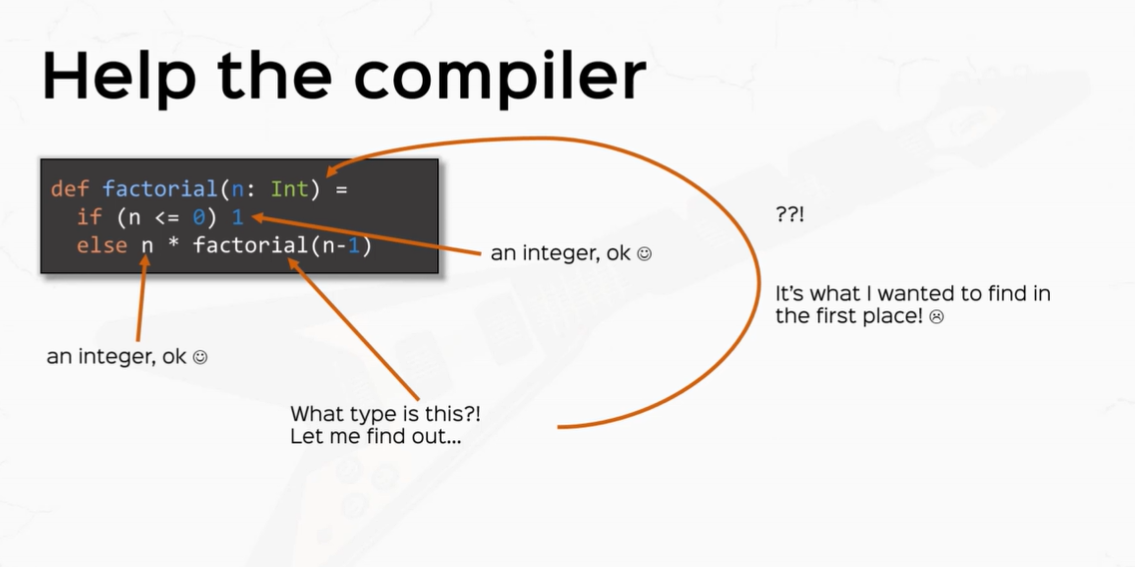 Help the compiler
def factorial(n: Int) =
if (n <= 0) 1
else n * factorial(n-1)
an integer, ok ☺
??!
It's what I wanted to find in
the first place! ☹
an integer, ok ☺
What type is this?!
Let me find out...